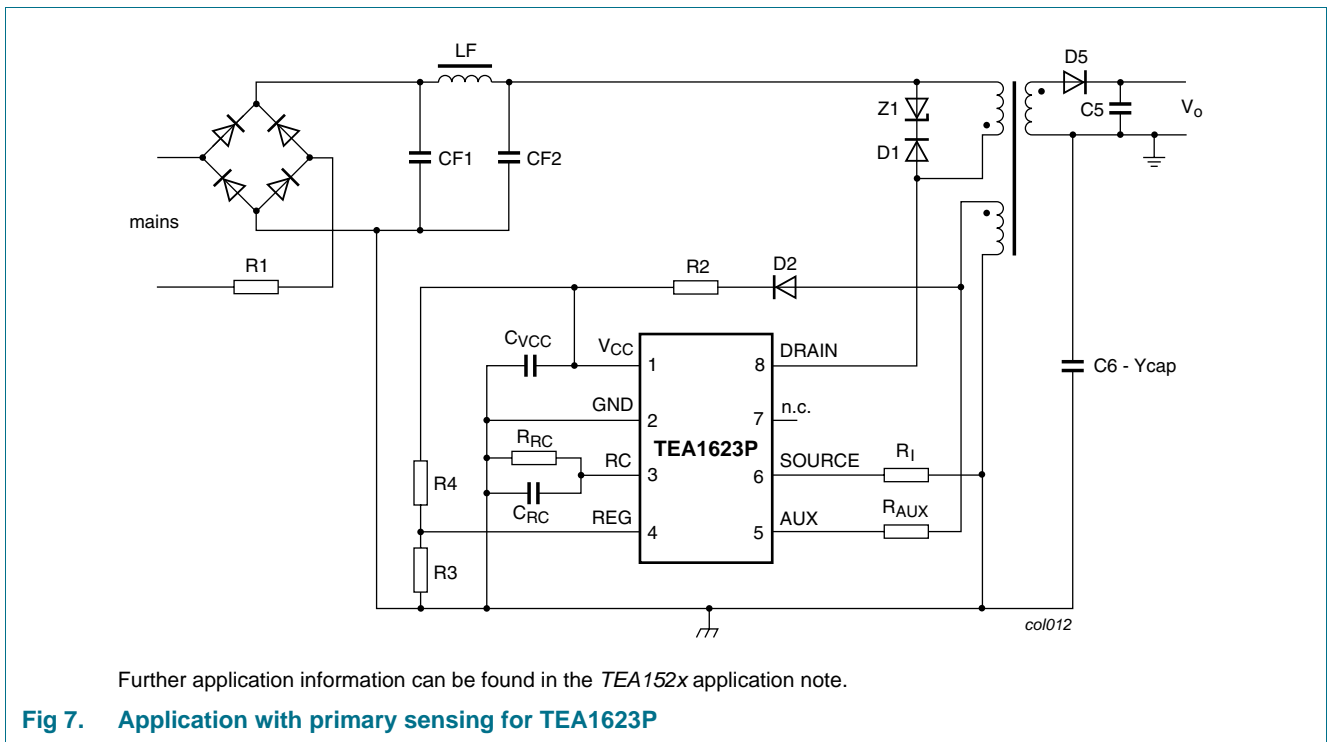 LF
D5
Z1
C5
Vo
D1
CF1
CF2
mains
R1
R2
D2
CVCC
VCC
1
8
DRAIN
C6 - Ycap
GND
2
7
n.c.
TEA1623P
RRC
RC
3
6
SOURCE
RI
R4
CRC
REG
4
5
AUX
RAUX
R3
col012
Further application information can be found in the TEA152x application note.
Fig 7. Application with primary sensing for TEA1623P